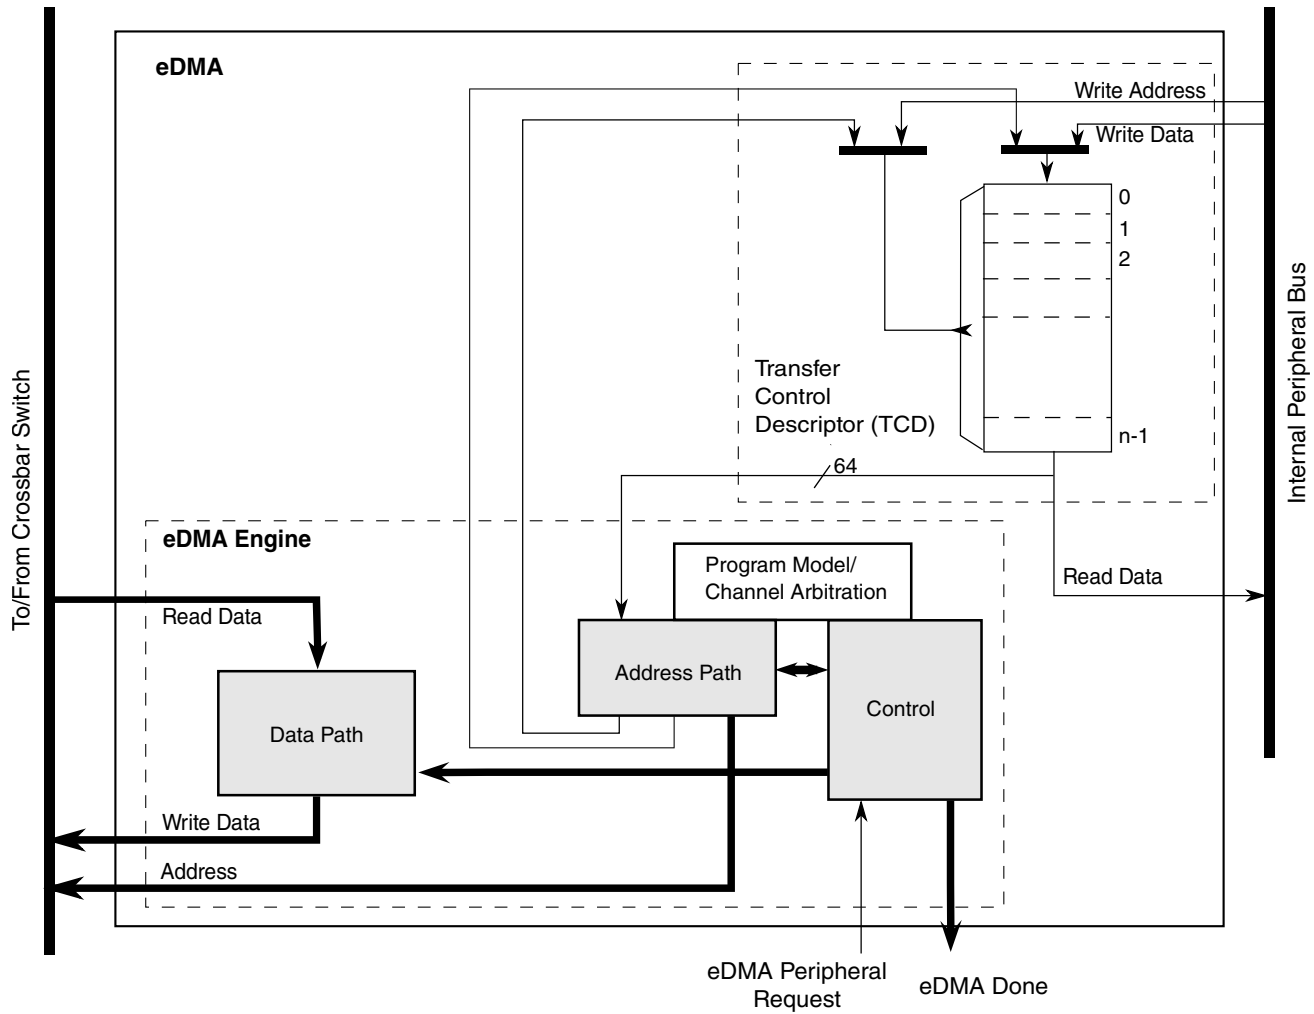 eDMA
Write Address
Write Data
0
1
2
n-1
Transfer
Control
Descriptor (TCD)
64
To/From Crossbar Switch
Internal Peripheral Bus
eDMA Engine
Program Model/
Channel Arbitration
Read Data
Read Data
Address Path
Control
Data Path
Write Data
Address
eDMA Peripheral
Request
eDMA Done